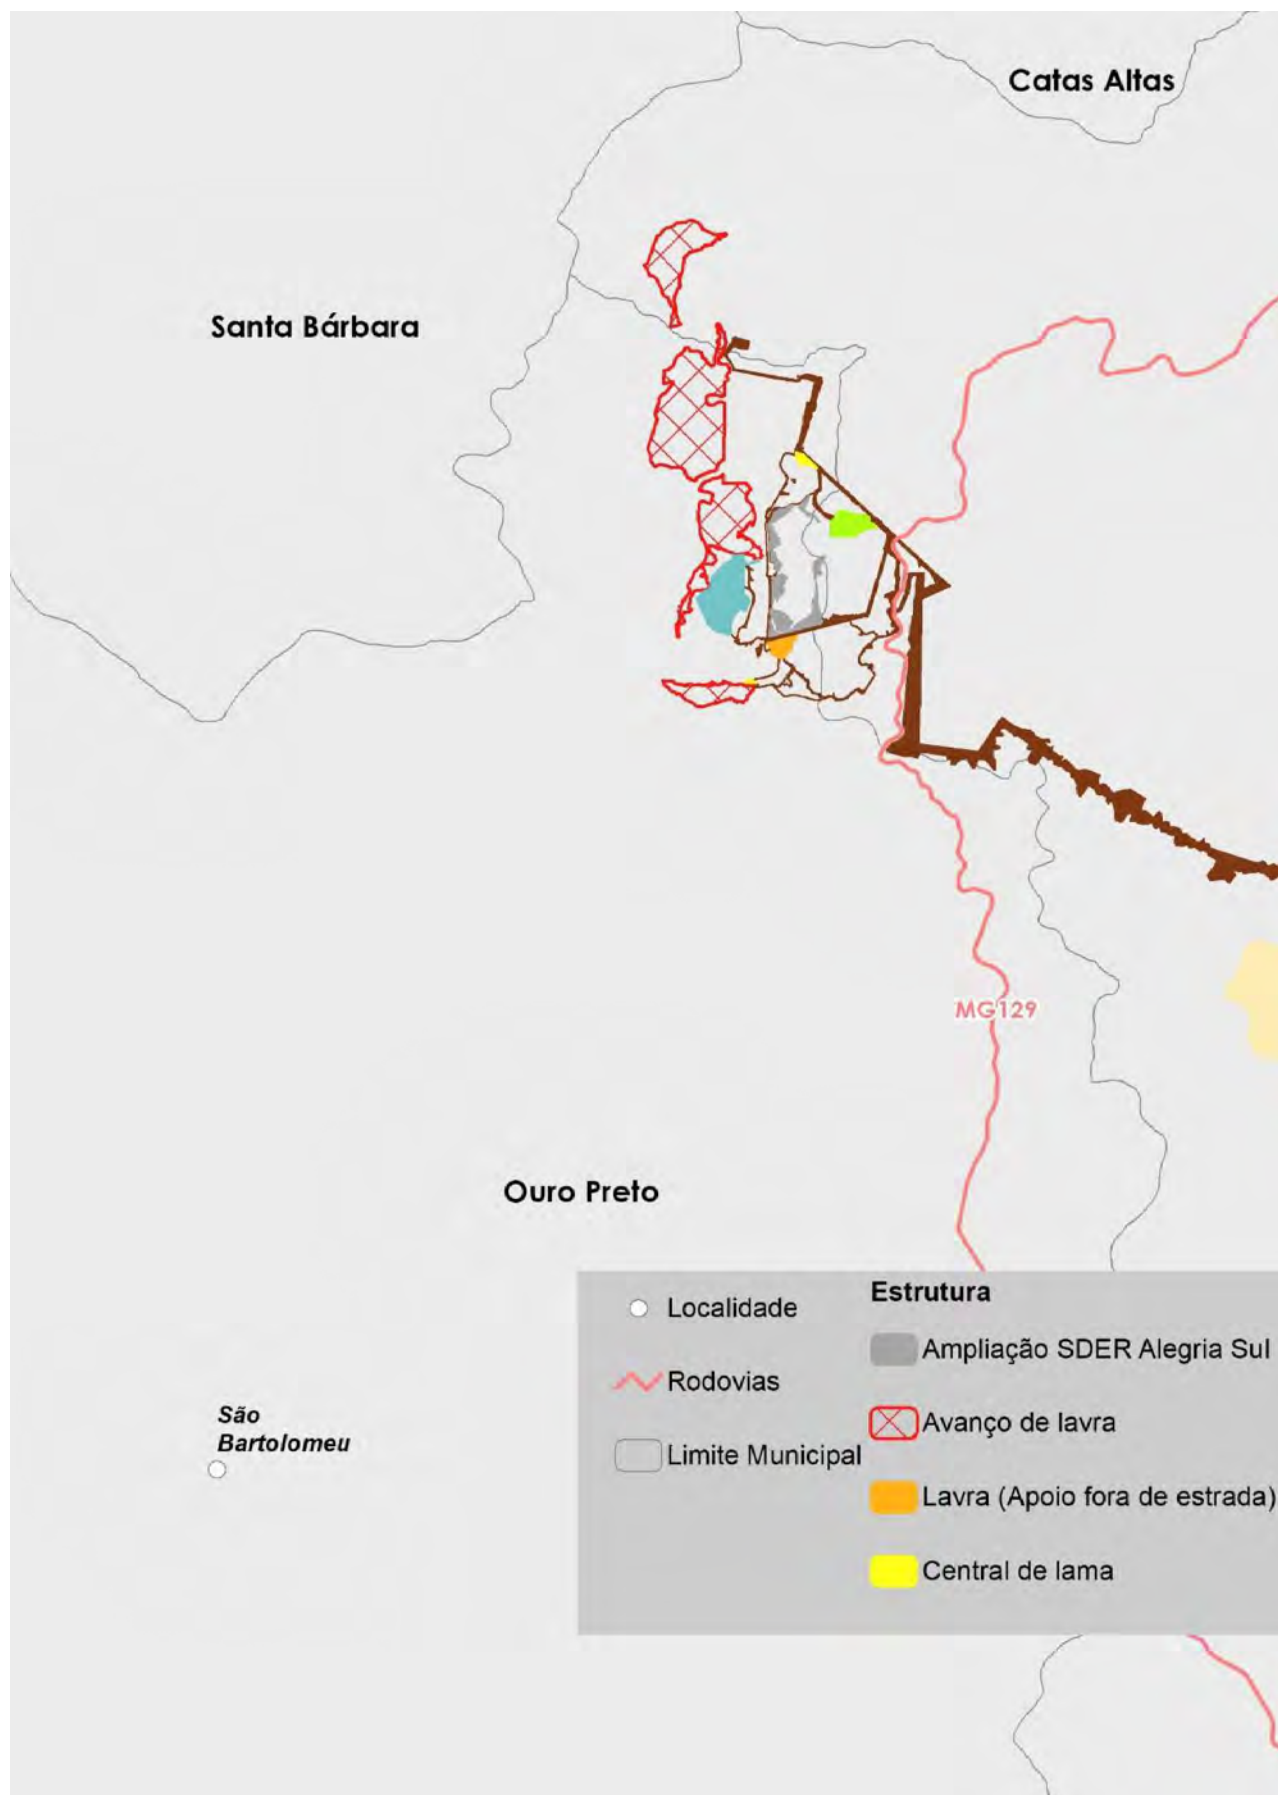 Catas Altas
Santa Bárbara
MG129
Ouro Preto
São
Bartolomeu
Localidade
Rodovias
Limite Municipal
Estrutura
Ampliação SDER Alegria Sul
Avanço de lavra
Lavra (Apoio fora de estrada)
Central de lama